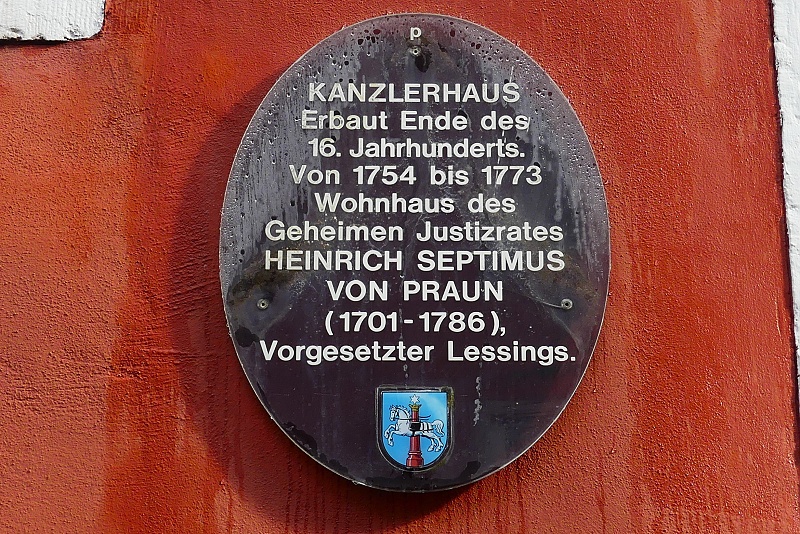 p
KANZLERHAUS
Erbaut Ende des
16. Jahrhunderts.
Von 1754 bis 1773
Wohnhaus des
Geheimen Justizrates
HEINRICH SEPTIMUS
VON PRAUN
(1701-1786),
Vorgesetzter Lessings.